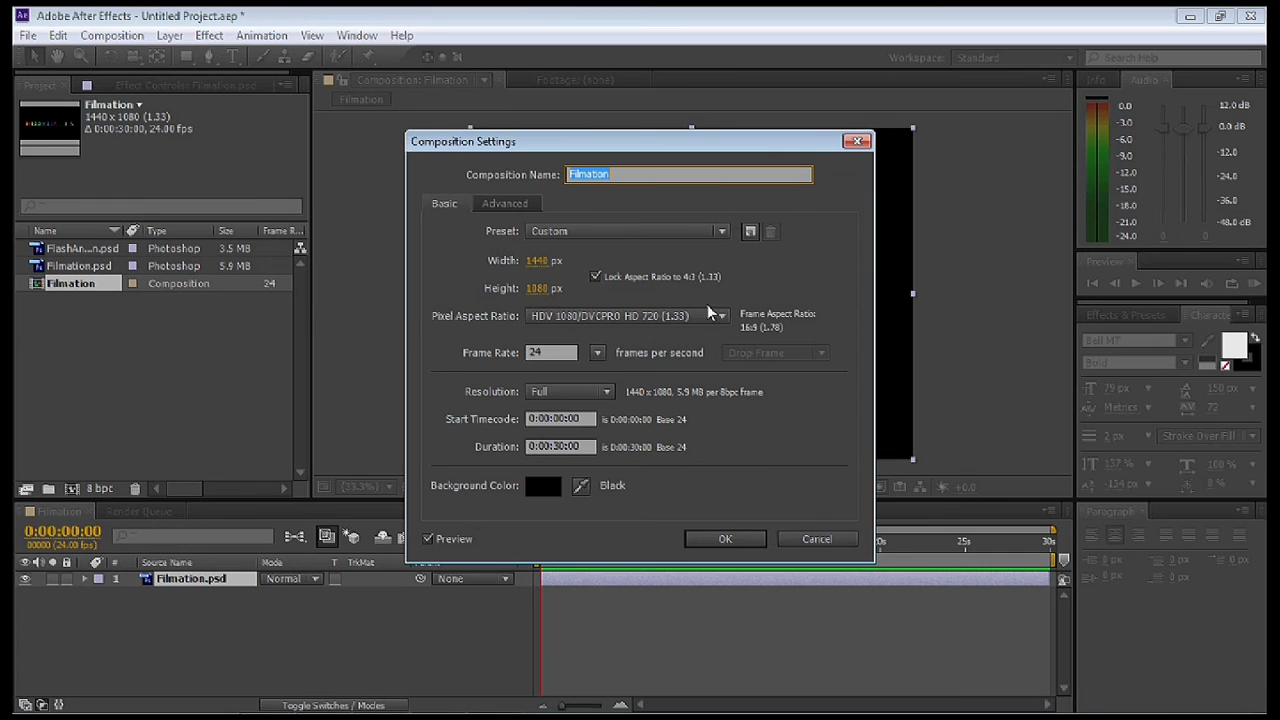 Adobe After Effects - Untitled Project.aep *
File Edit Composition Layer Effect Animation View Window Help
Workspace: Standard
Search Help
Project
Effect Controls: Filmation.psd
Composition: Filmation
Footage: (none)
Info
Audio
Filmation
1440 x 1080 (1.33)
Δ 0:00:30:00, 24.00 fps
Filmation
Name Type Size Frame R...
FlashAn...n.psd Photoshop 3.5 MB
Filmation.psd Photoshop 5.9 MB
Filmation Composition 24
8 bpc
Composition Settings
Composition Name: Filmation
Basic Advanced
Preset: Custom
Width: 1440 px
Lock Aspect Ratio to 4:3 (1.33)
Height: 1080 px
Pixel Aspect Ratio: HDV 1080/DVCPRO HD 720 (1.33)
Frame Aspect Ratio:
16:9 (1.78)
Frame Rate: 24 frames per second Drop Frame
Resolution: Full 1440 x 1080, 5.9 MB per 8bpc frame
Start Timecode: 0:00:00:00 is 0:00:00:00 Base 24
Duration: 0:00:30:00 is 0:00:30:00 Base 24
Background Color: Black
Preview
OK
Cancel
0.0
-3.0
-6.0
-9.0
-12.0
-15.0
-18.0
-21.0
-24.0
12.0 dB
0.0 dB
-12.0
-24.0
-36.0
-48.0 dB
Preview
Effects & Presets
Character
Bell MT
Bold
79 px
150 px
Metrics
72
2 px
Stroke Over Fill
137 %
100 %
-134 px
0 %
+0.0
Paragraph
+0 px
+0 px
+0 px
+0 px
+0 px
Filmation
Render Queue
0:00:00:00
00000 (24.00 fps)
25s
30s
# Source Name Mode T TrkMat
1 Filmation.psd Normal None
Toggle Switches / Modes